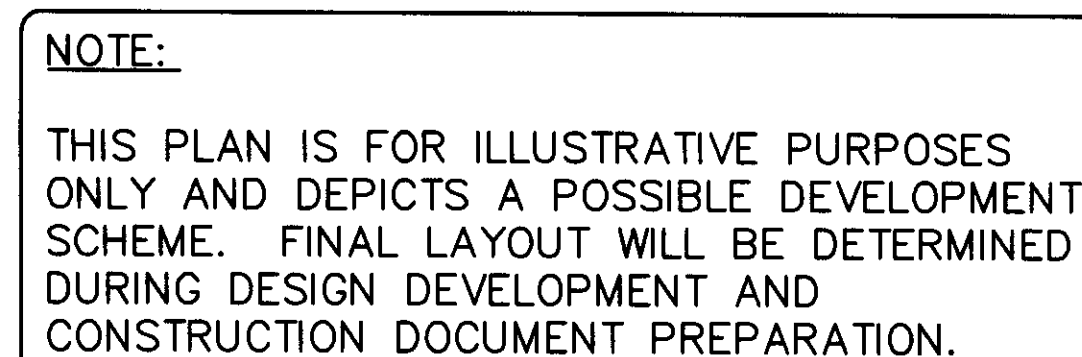 NOTE:
THIS PLAN IS FOR ILLUSTRATIVE PURPOSES
ONLY AND DEPICTS A POSSIBLE DEVELOPMENT
SCHEME. FINAL LAYOUT WILL BE DETERMINED
DURING DESIGN DEVELOPMENT AND
CONSTRUCTION DOCUMENT PREPARATION.